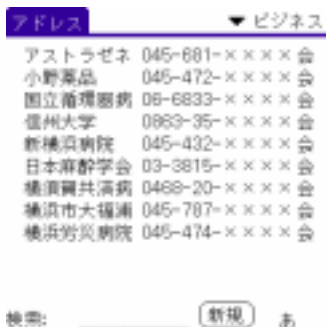 アドレス ▼ ビジネス
アストラゼネ 045-681-×××× 会
小野薬品 045-472-×××× 会
国立循環器病 06-6833-×××× 会
信州大学 0863-35-×××× 会
新横浜病院 045-432-×××× 会
日本麻酔学会 03-3815-×××× 会
横須賀共済病 0468-20-×××× 会
横浜市大福浦 045-787-×××× 会
横浜労災病院 045-474-×××× 会
検索: 新規 あ